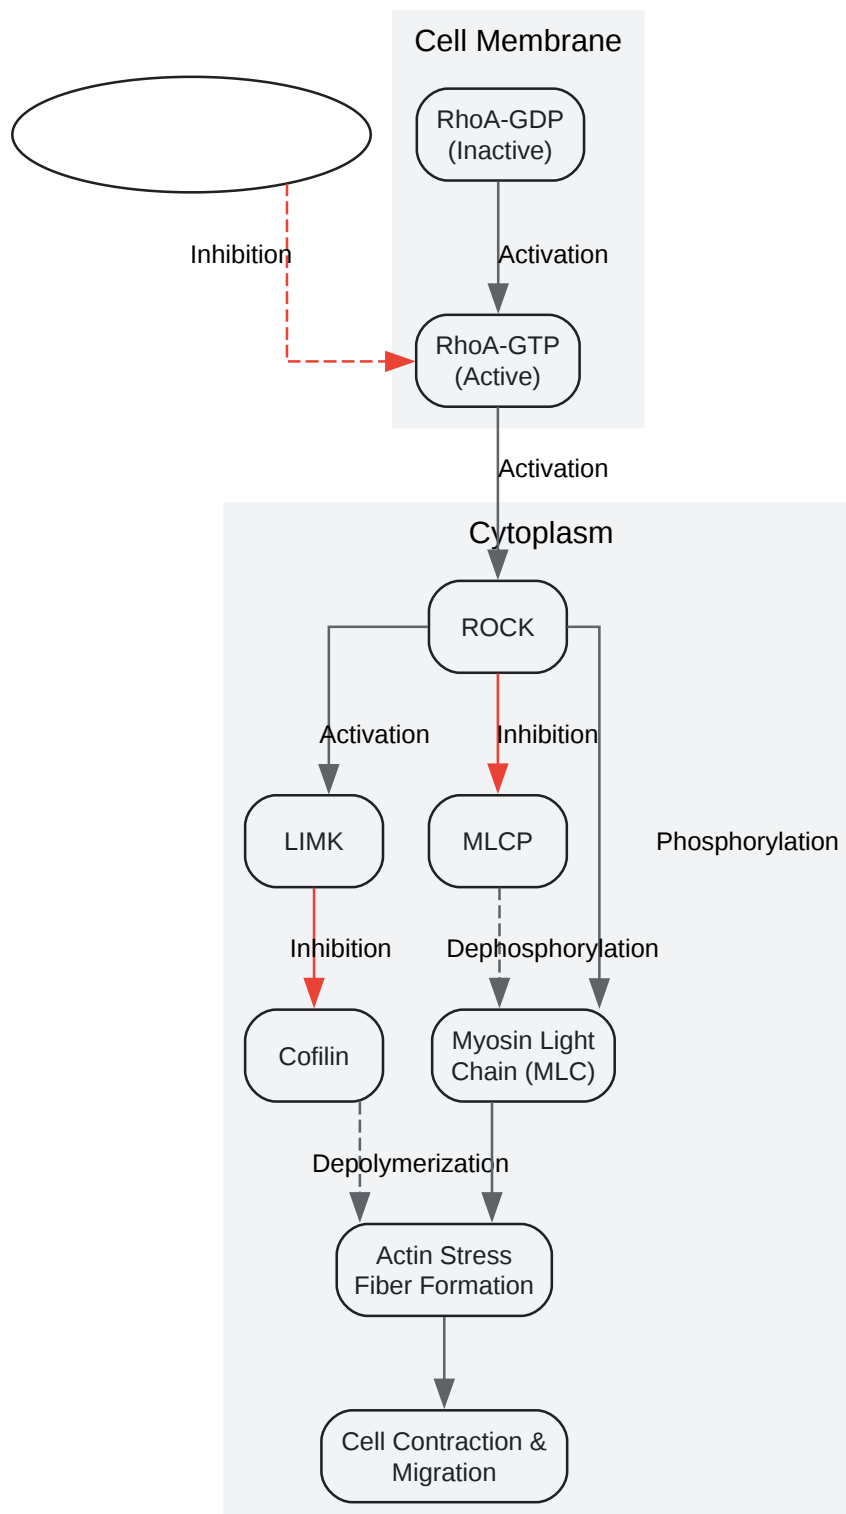 Cell Membrane
RhoA-GDP
(Inactive)
Inhibition
Activation
RhoA-GTP
(Active)
Activation
Cytoplasm
ROCK
Activation
Inhibition
LIMK
MLCP
Phosphorylation
Inhibition
Dephosphorylation
Cofilin
Myosin Light
Chain (MLC)
Depolymerization
Actin Stress
Fiber Formation
Cell Contraction &
Migration